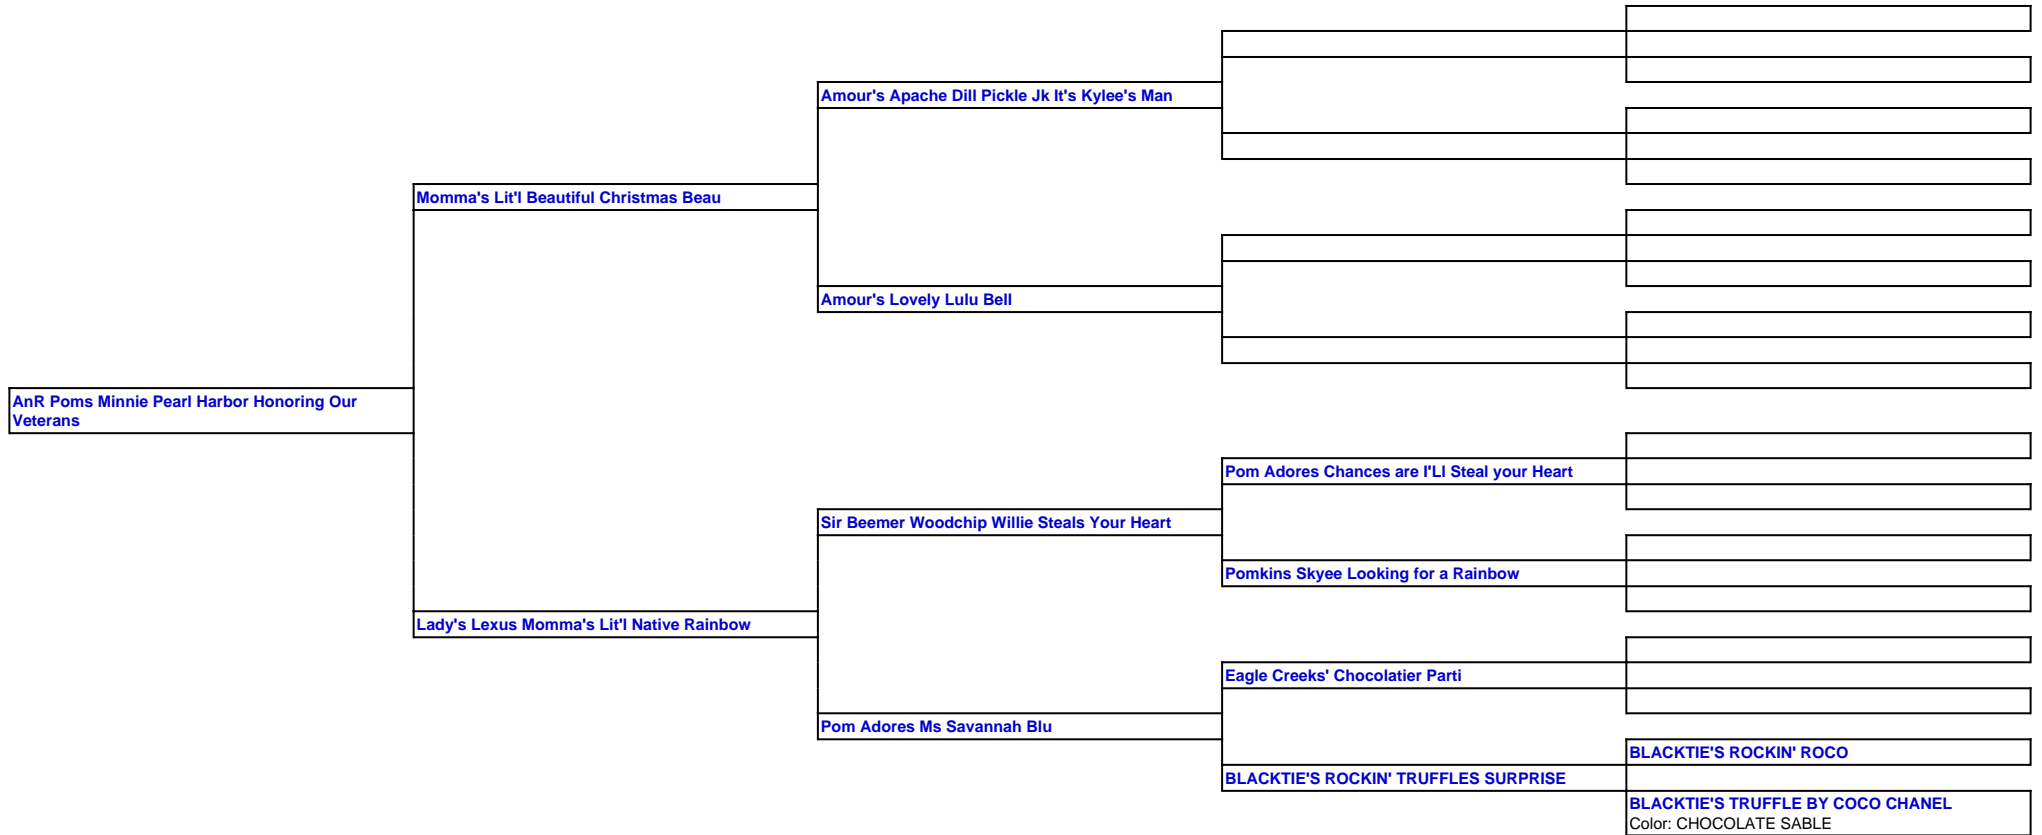 Amour's Apache Dill Pickle Jk It's Kylee's Man
Momma's Lit'l Beautiful Christmas Beau
Amour's Lovely Lulu Bell
AnR Poms Minnie Pearl Harbor Honoring Our
Veterans
Pom Adores Chances are I'Ll Steal your Heart
Sir Beemer Woodchip Willie Steals Your Heart
Pomkins Skyee Looking for a Rainbow
Lady's Lexus Momma's Lit'l Native Rainbow
Eagle Creeks' Chocolatier Parti
Pom Adores Ms Savannah Blu
BLACKTIE'S ROCKIN' ROCO
BLACKTIE'S ROCKIN' TRUFFLES SURPRISE
BLACKTIE'S TRUFFLE BY COCO CHANEL
Color: CHOCOLATE SABLE